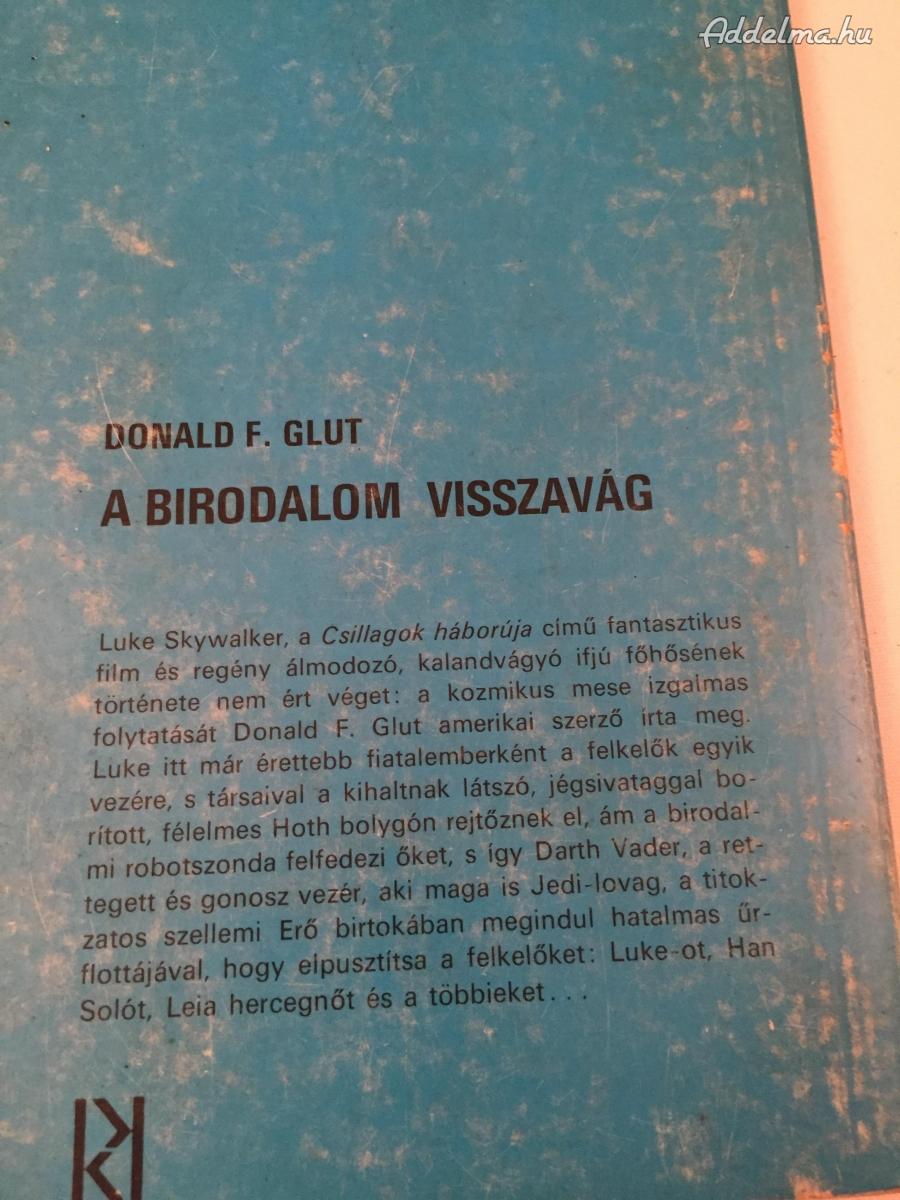 Addelma.hu
DONALD F. GLUT
A BIRODALOM VISSZAVÁG
Luke Skywalker, a Csillagok háborúja című fantasztikus
film és regény álmodozó, kalandvágyó ifjú főhősének
története nem ért véget: a kozmikus mese izgalmas
folytatását Donald F. Glut amerikai szerző írta meg.
Luke itt már érettebb fiatalemberként a felkelők egyik
vezére, s társaival a kihaltnak látszó, jégsivataggal bo-
rított, félelmes Hoth bolygón rejtőznek el, ám a birodal-
mi robotszonda felfedezi őket, s így Darth Vader, a ret-
tegett és gonosz vezér, aki maga is Jedi-lovag, a titok-
zatos szellemi Erő birtokában megindul hatalmas űr-
flottájával, hogy elpusztítsa a felkelőket: Luke-ot, Han
Solót, Leia hercegnőt és a többieket...